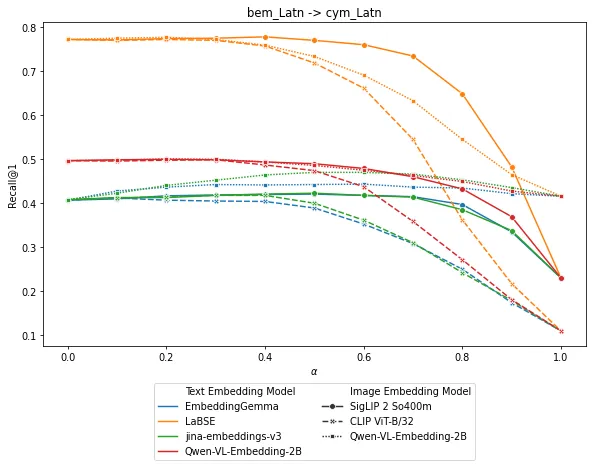 bem_Latn -> cym_Latn
Recall@1
0.8
0.7
0.6
0.5
0.4
0.3
0.2
0.1
0.0 0.2 0.4 0.6 0.8 1.0
α
Text Embedding Model
EmbeddingGemma
LaBSE
jina-embeddings-v3
Qwen-VL-Embedding-2B
Image Embedding Model
SigLIP 2 So400m
CLIP ViT-B/32
Qwen-VL-Embedding-2B